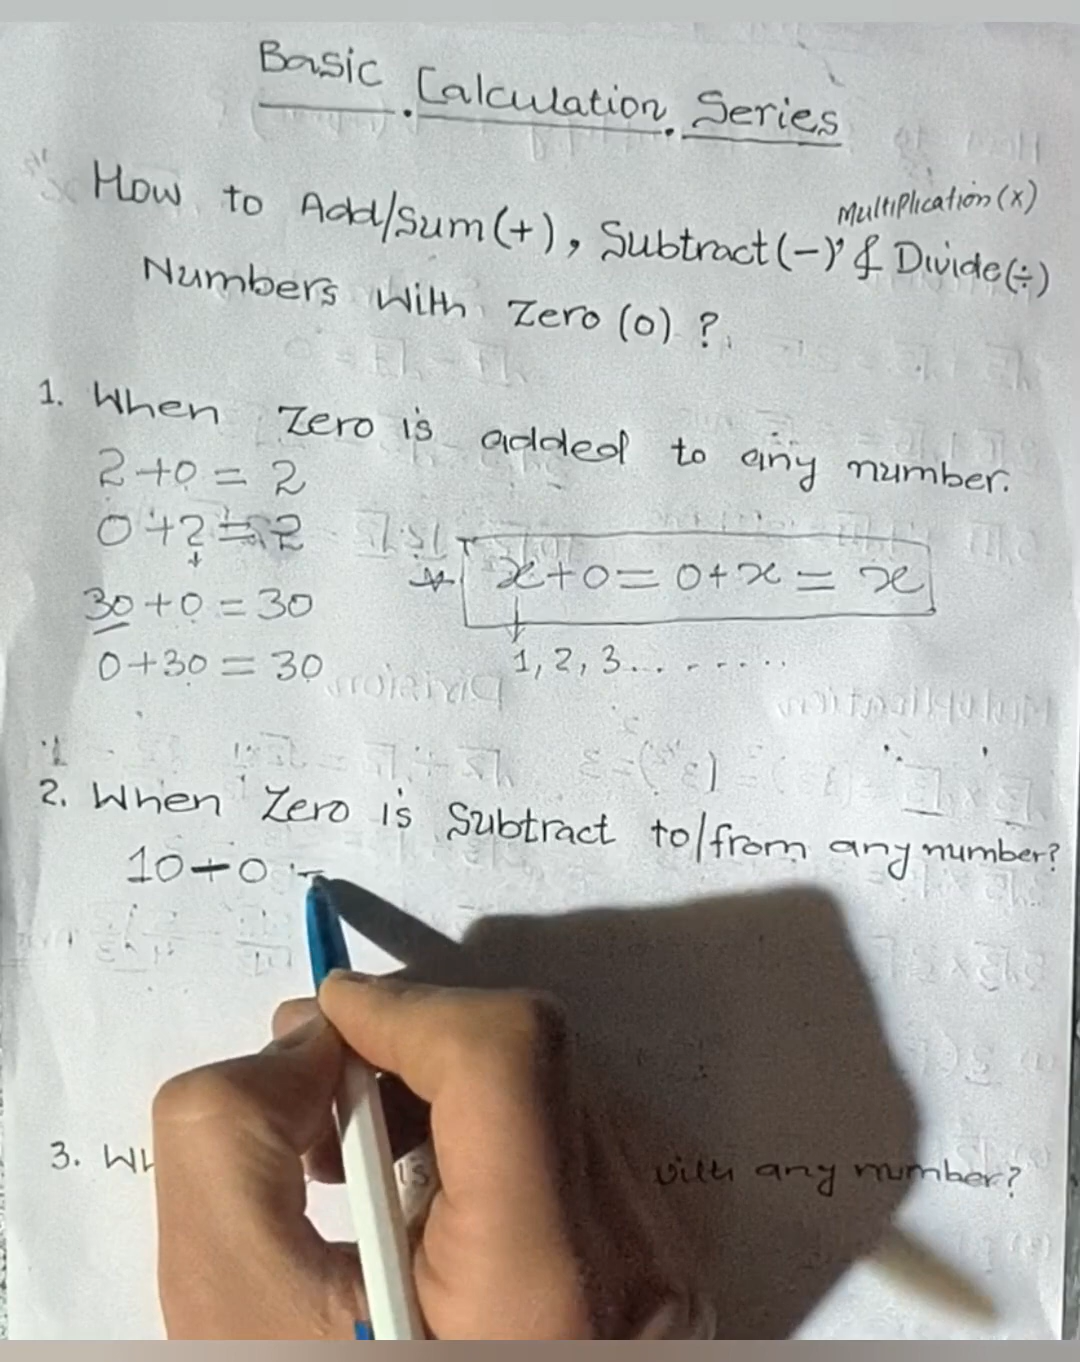 Basic Calculation Series
How to Add/Sum (+), Subtract (-), Multiplication (x) & Divide (÷)
Numbers with Zero (0) ?
1. When Zero is added to any number.
2+0 = 2
0+2 = 2
30+0 = 30
0+30 = 30
x+0 = 0+x = x
1, 2, 3.........
2. When Zero is Subtract to/from any number?
10-0
3. with any number?